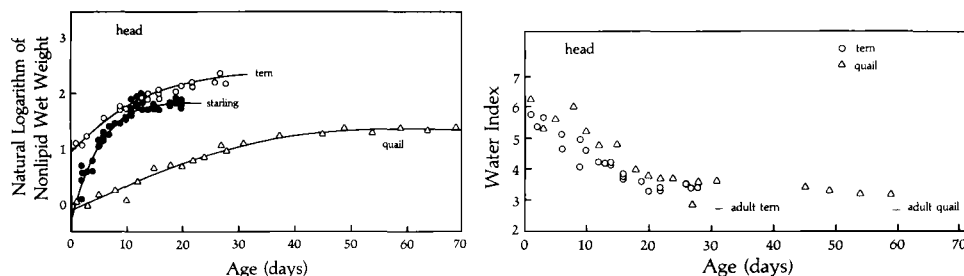 head
3
2
1
0
tern
starling
quail
Natural Logarithm of
Nonlipid Wet Weight
0 10 20 30 40 50 60 70
Age (days)
head
tern
quail
7
6
5
4
3
2
adult tern
adult quail
Water Index
0 10 20 30 40 50 60 70
Age (days)